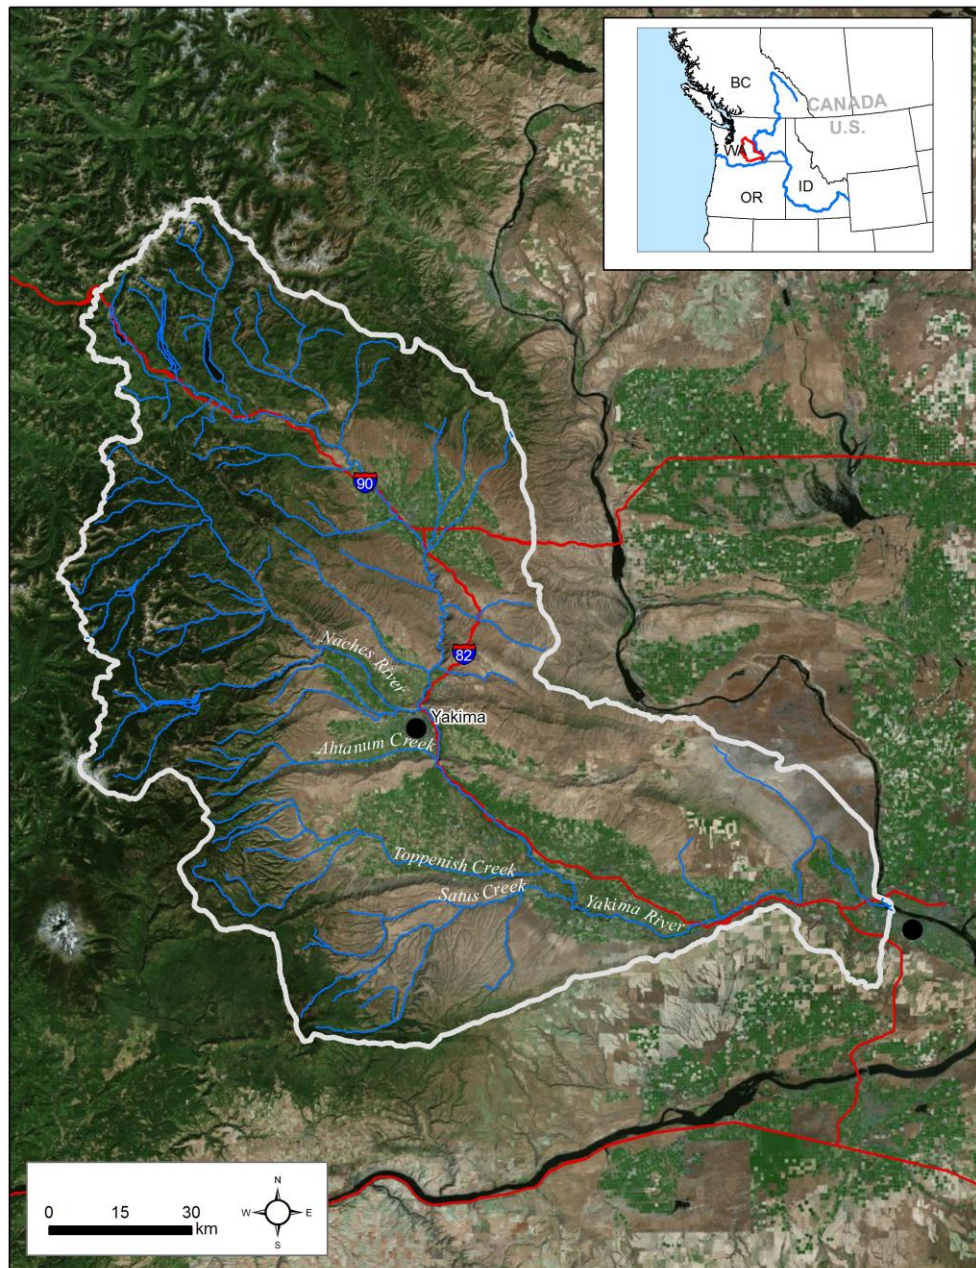 BC
CANADA
U.S.
WA
ID
OR
90
82
Naches River
Yakima
Ahtanum Creek
Toppenish Creek
Satus Creek
Yakima River
N
W
E
S
0
15
30
km